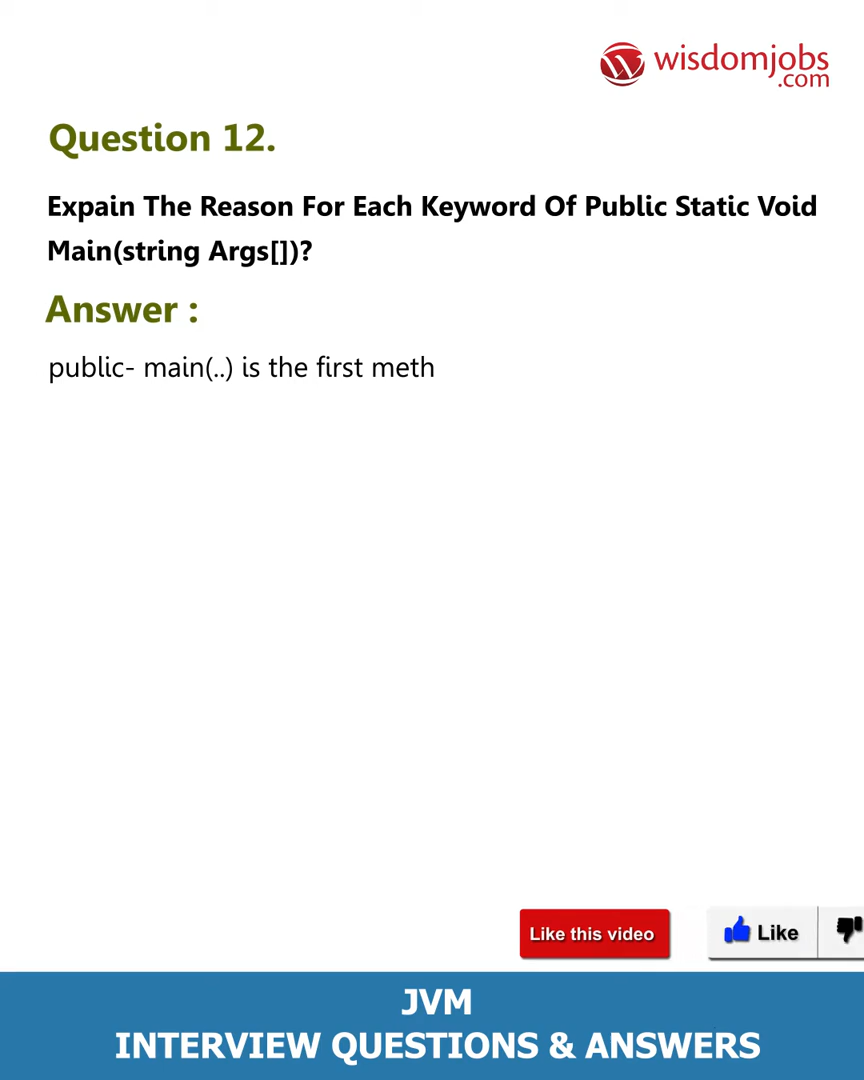 wisdomjobs
.com
Question 12.
Expain The Reason For Each Keyword Of Public Static Void
Main(string Args[])?
Answer :
public- main(..) is the first meth
Like this video
Like
JVM
INTERVIEW QUESTIONS & ANSWERS